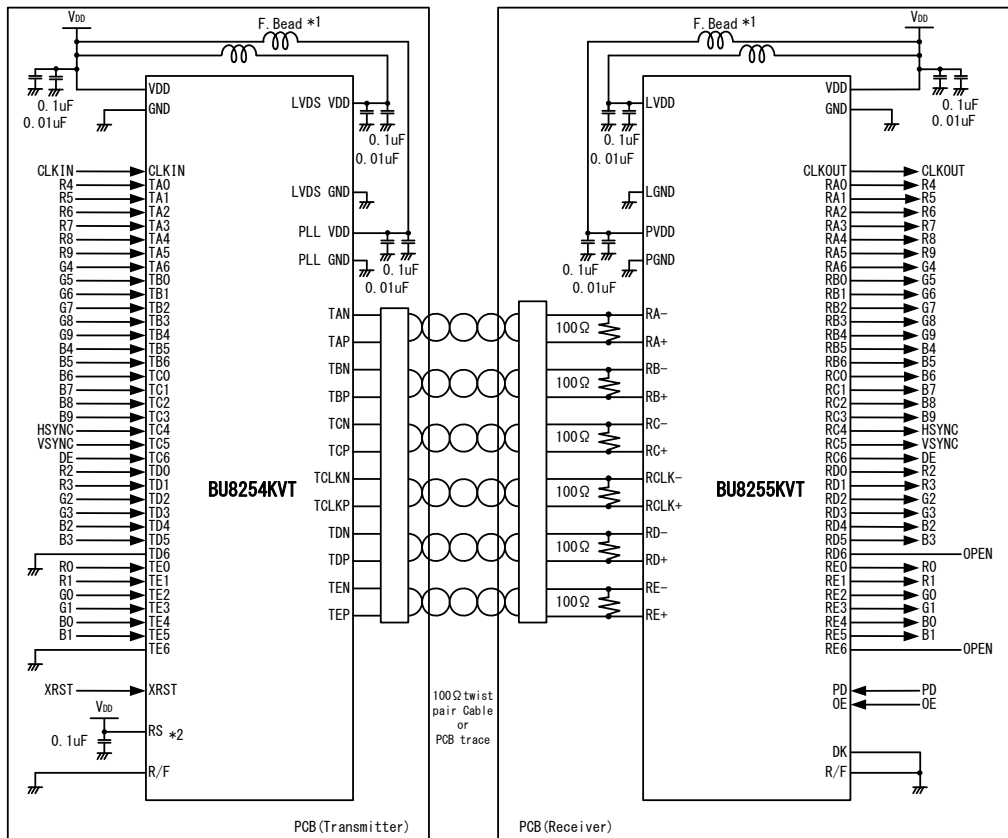 VDD
F.Bead *1
0.1uF
0.01uF
VDD
GND
LVDS VDD
0.1uF
0.01uF
LVDS GND
PLL VDD
0.1uF
PLL GND
0.01uF
CLKIN CLKIN
R4 TA0
R5 TA1
R6 TA2
R7 TA3
R8 TA4
R9 TA5
G4 TA6
G5 TB0
G6 TB1
G7 TB2
G8 TB3
G9 TB4
B4 TB5
B5 TB6
B6 TC0
B7 TC1
B8 TC2
B9 TC3
HSYNC TC4
VSYNC TC5
DE TC6
R2 TD0
R3 TD1
G2 TD2
G3 TD3
B2 TD4
B3 TD5
TD6
R0 TE0
R1 TE1
G0 TE2
G1 TE3
B0 TE4
B1 TE5
TE6
XRST XRST
VDD
RS *2
0.1uF
R/F
BU8254KVT
TAN
TAP
TBN
TBP
TCN
TCP
TCLKN
TCLKP
TDN
TDP
TEN
TEP
PCB(Transmitter)
100Ω twist
pair Cable
or
PCB trace
F.Bead *1
VDD
LVDD
0.1uF
0.01uF
LGND
PVDD
0.1uF
PGND
0.01uF
VDD
GND
0.1uF
0.01uF
RA-
100Ω
RA+
RB-
100Ω
RB+
RC-
100Ω
RC+
RCLK-
100Ω
RCLK+
RD-
100Ω
RD+
RE-
100Ω
RE+
BU8255KVT
CLKOUT CLKOUT
RA0 R4
RA1 R5
RA2 R6
RA3 R7
RA4 R8
RA5 R9
RA6 G4
RB0 G5
RB1 G6
RB2 G7
RB3 G8
RB4 G9
RB5 B4
RB6 B5
RC0 B6
RC1 B7
RC2 B8
RC3 B9
RC4 HSYNC
RC5 VSYNC
RC6 DE
RD0 R2
RD1 R3
RD2 G2
RD3 G3
RD4 B2
RD5 B3
RD6 OPEN
RE0 R0
RE1 R1
RE2 G0
RE3 G1
RE4 B0
RE5 B1
RE6 OPEN
PD PD
OE OE
DK
R/F
PCB(Receiver)